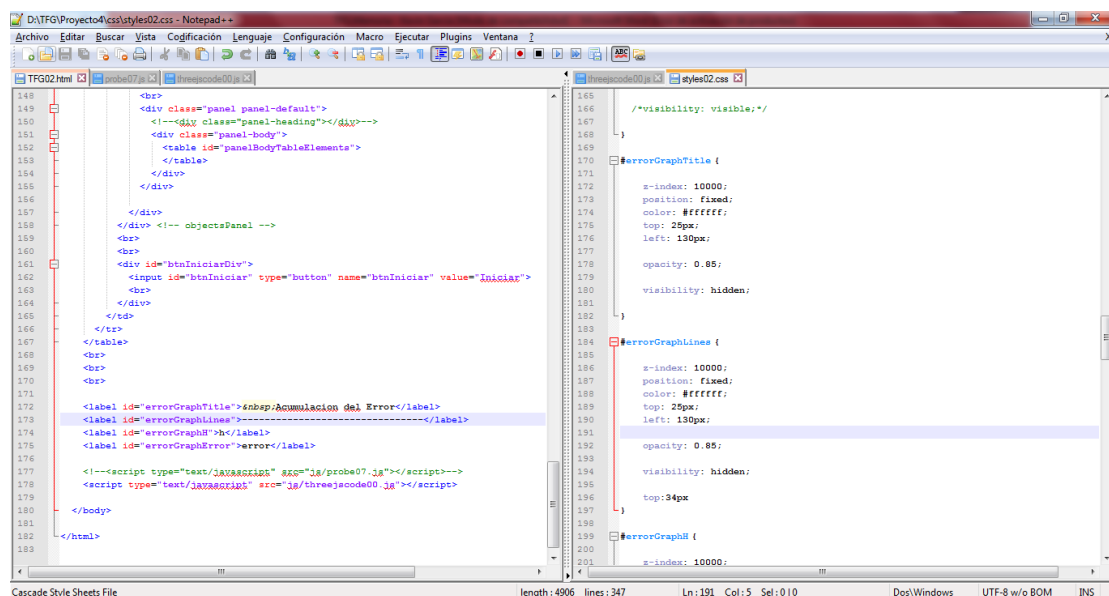 D:\TFG\Proyecto4\css\styles02.css - Notepad++
Archivo Editar Buscar Vista Codificación Lenguaje Configuración Macro Ejecutar Plugins Ventana ?
ABC
TFG02.html probe07.js threejscode00.js
148 <br>
149 <div class="panel panel-default">
150 <!--<div class="panel-heading"></div>-->
151 <div class="panel-body">
152 <table id="panelBodyTableElements">
153 </table>
154 </div>
155 </div>
156
157 </div>
158 </div> <!-- objectsPanel -->
159 <br>
160 <br>
161 <div id="btnIniciarDiv">
162 <input id="btnIniciar" type="button" name="btnIniciar" value="Iniciar">
163 <br>
164 </div>
165 </td>
166 </tr>
167 </table>
168 <br>
169 <br>
170 <br>
171
172 <label id="errorGraphTitle">&nbsp;Acumulacion del Error</label>
173 <label id="errorGraphLines">--------------------------------</label>
174 <label id="errorGraphH">h</label>
175 <label id="errorGraphError">error</label>
176
177 <!--<script type="text/javascript" src="js/probe07.js"></script>-->
178 <script type="text/javascript" src="js/threejscode00.js"></script>
179
180 </body>
181
182 </html>
183
threejscode00.js styles02.css
165
166 /*visibility: visible;*/
167
168 }
169
170 #errorGraphTitle {
171
172 z-index: 10000;
173 position: fixed;
174 color: #ffffff;
175 top: 25px;
176 left: 130px;
177
178 opacity: 0.85;
179
180 visibility: hidden;
181
182 }
183
184 #errorGraphLines {
185
186 z-index: 10000;
187 position: fixed;
188 color: #ffffff;
189 top: 25px;
190 left: 130px;
191
192 opacity: 0.85;
193
194 visibility: hidden;
195
196 top:34px
197 }
198
199 #errorGraphH {
200
201 z-index: 10000;
Cascade Style Sheets File length : 4906 lines : 347 Ln : 191 Col : 5 Sel : 0 | 0 Dos\Windows UTF-8 w/o BOM INS